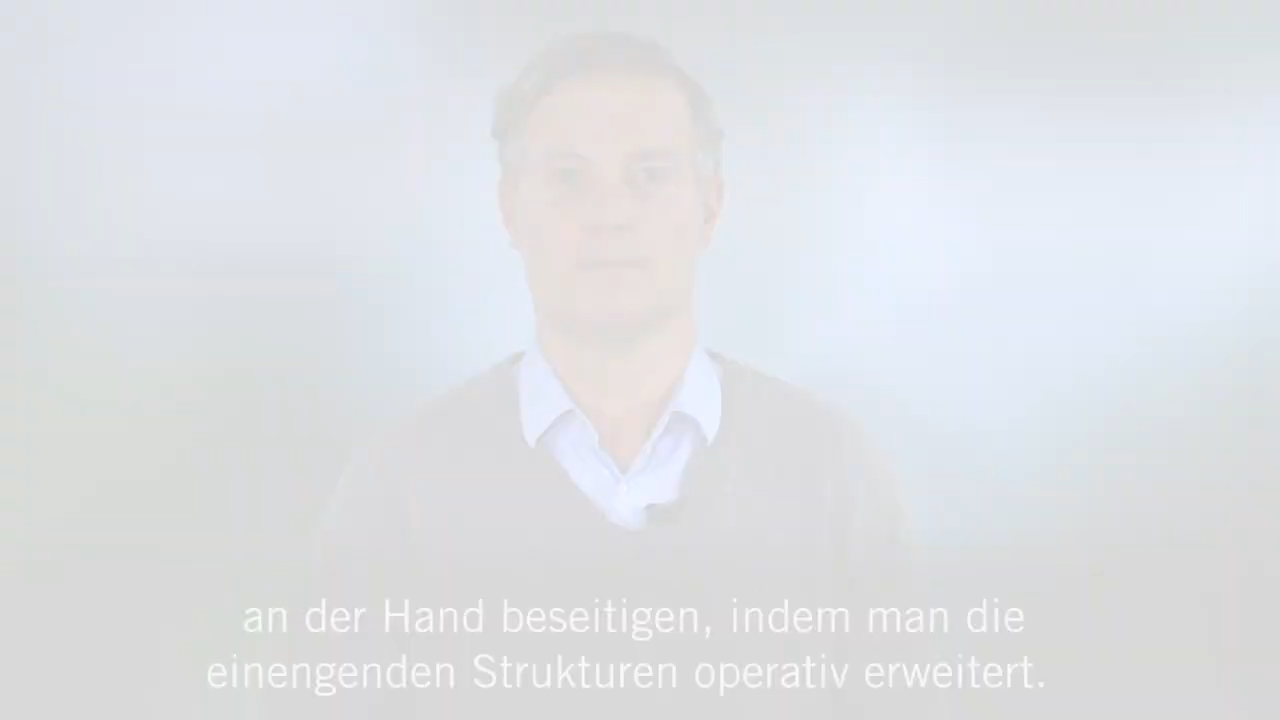 an der Hand beseitigen, indem man die
einengenden Strukturen operativ erweitert.